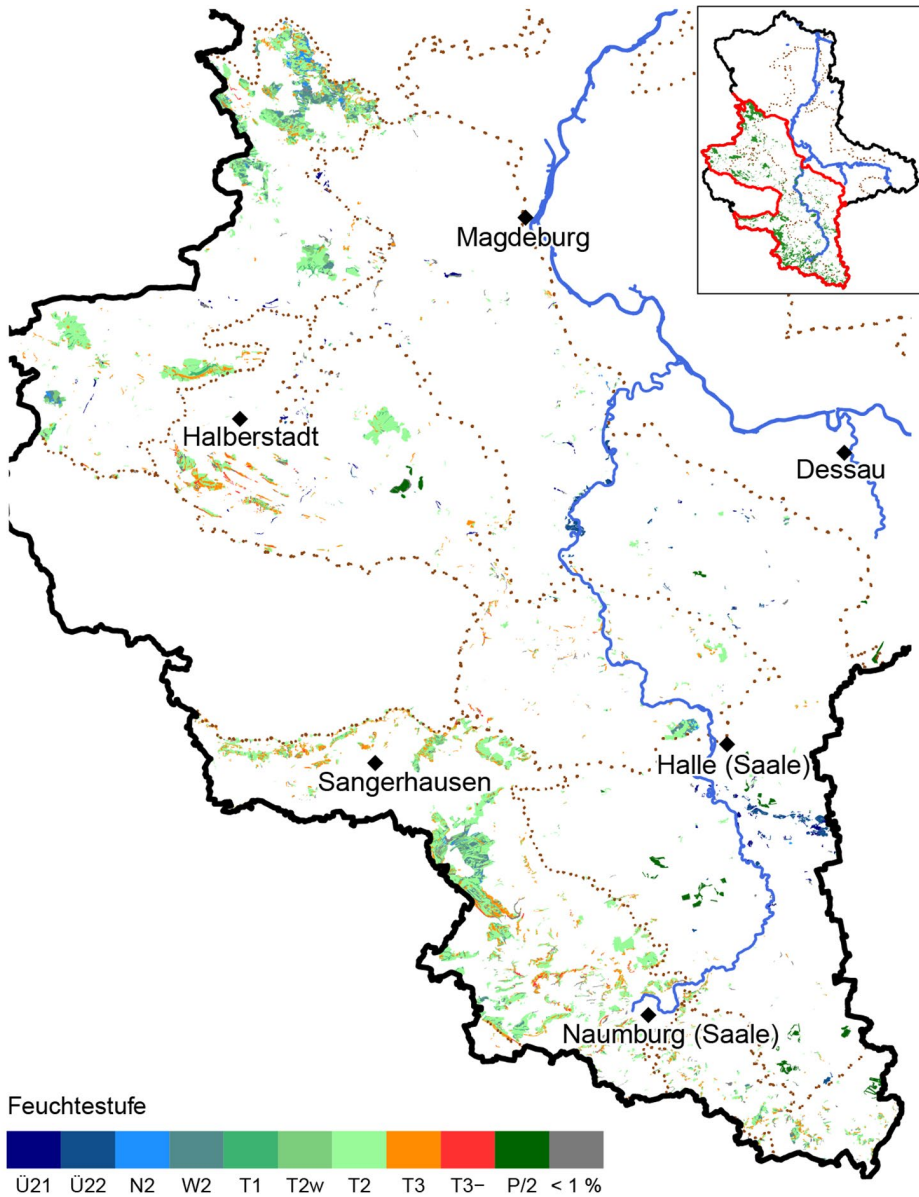 Magdeburg
Halberstadt
Dessau
Sangerhausen
Halle (Saale)
Naumburg (Saale)
Feuchtestufe
Ü21 Ü22 N2 W2 T1 T2w T2 T3 T3− P/2 < 1 %